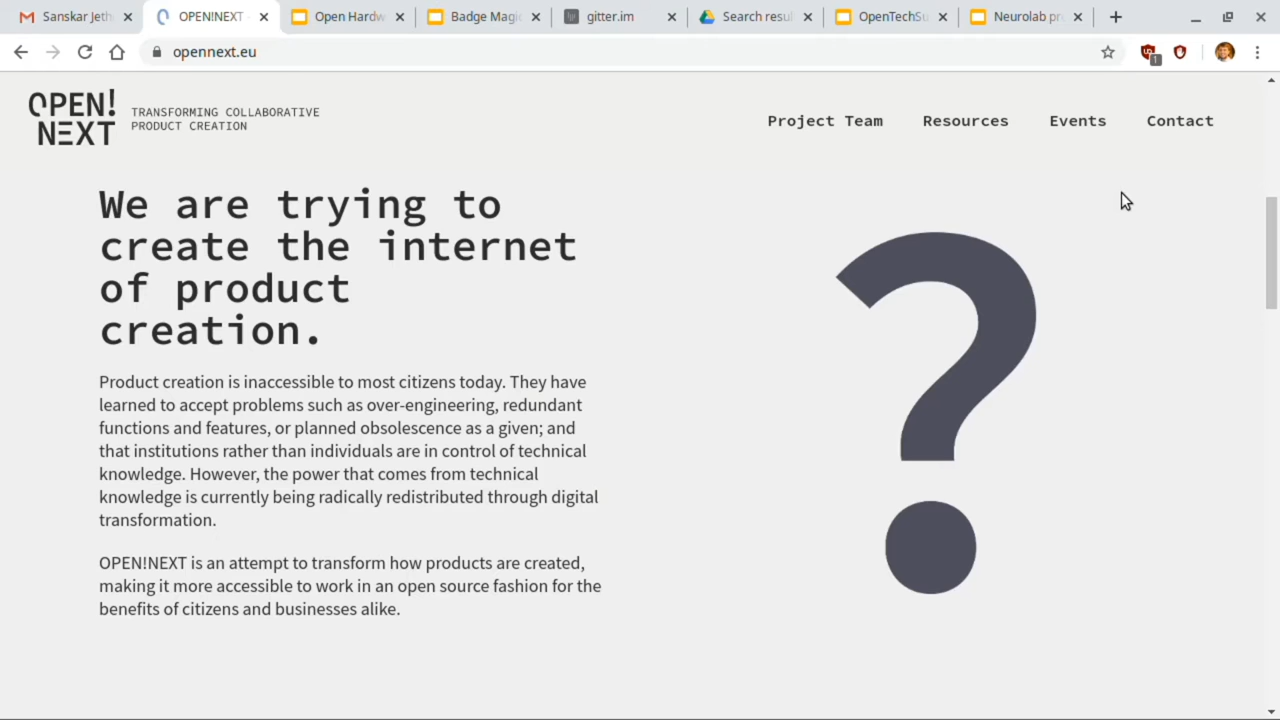 Sanskar Jeth
OPEN!NEXT -
Open Hardw
Badge Magic
gitter.im
Search resul
OpenTechSu
Neurolab pr
opennext.eu
1
OPEN!
NEXT
TRANSFORMING COLLABORATIVE
PRODUCT CREATION
Project Team
Resources
Events
Contact
We are trying to
create the internet
of product
creation.
Product creation is inaccessible to most citizens today. They have
learned to accept problems such as over-engineering, redundant
functions and features, or planned obsolescence as a given; and
that institutions rather than individuals are in control of technical
knowledge. However, the power that comes from technical
knowledge is currently being radically redistributed through digital
transformation.
OPEN!NEXT is an attempt to transform how products are created,
making it more accessible to work in an open source fashion for the
benefits of citizens and businesses alike.
?